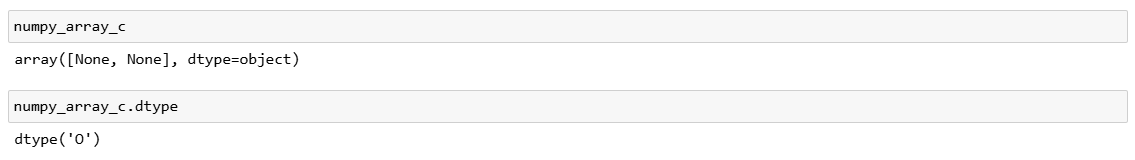 numpy_array_c
array([None, None], dtype=object)
numpy_array_c.dtype
dtype('O')